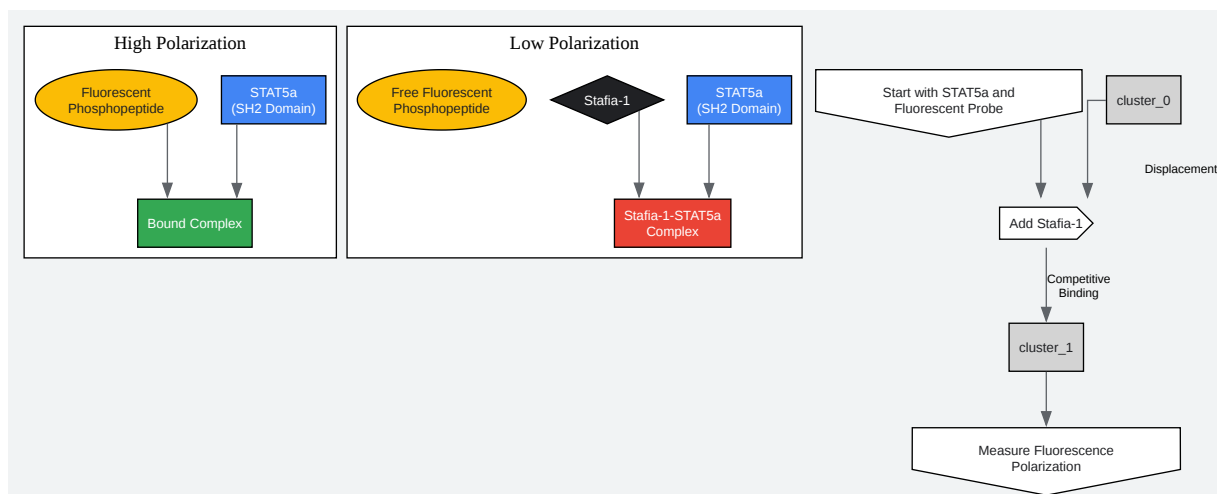 High Polarization
Fluorescent
Phosphopeptide
STAT5a
(SH2 Domain)
Bound Complex
Low Polarization
Free Fluorescent
Phosphopeptide
Stafia-1
STAT5a
(SH2 Domain)
Stafia-1-STAT5a
Complex
Start with STAT5a and
Fluorescent Probe
cluster_0
Displacement
Add Stafia-1
Competitive
Binding
cluster_1
Measure Fluorescence
Polarization